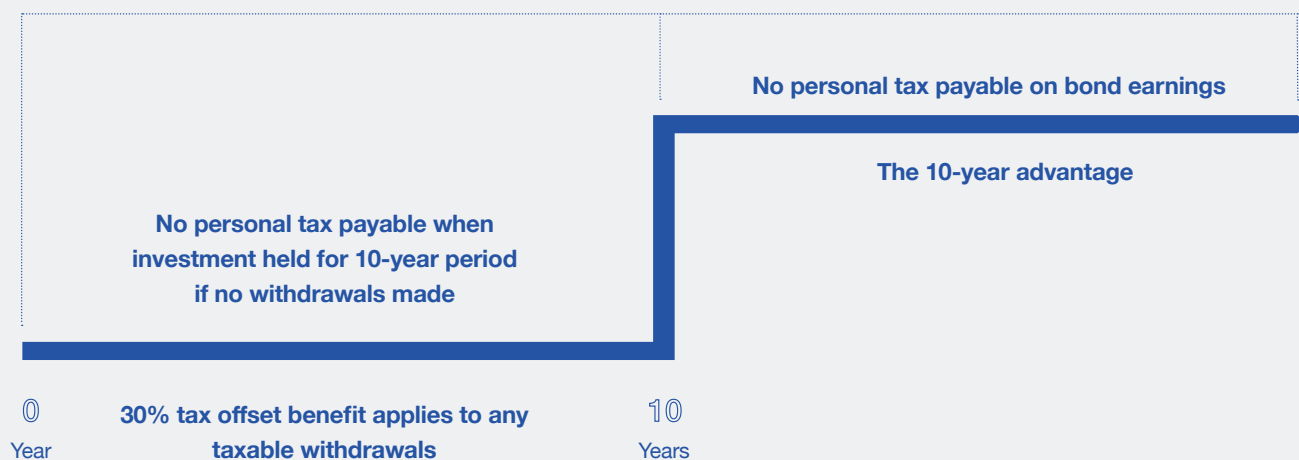 No personal tax payable on bond earnings
The 10-year advantage
No personal tax payable when
investment held for 10-year period
if no withdrawals made
0
Year
30% tax offset benefit applies to any
taxable withdrawals
10
Years